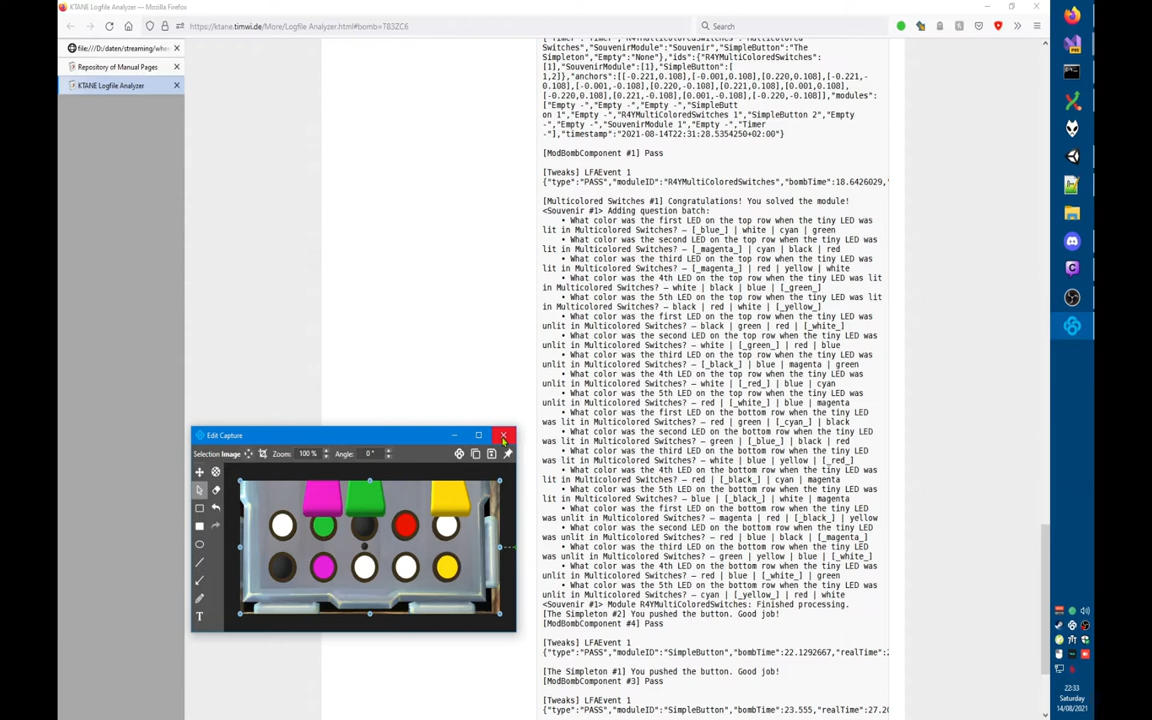 KTANE Logfile Analyzer — Mozilla Firefox
https://ktane.timwi.de/More/Logfile Analyzer.html#bomb=T83ZC6
Search
file:///D:/daten/streaming/whe
Repository of Manual Pages
KTANE Logfile Analyzer
Switches","SouvenirModule":"Souvenir","SimpleButton":"The
Simpleton","Empty":"None"},"ids":{"R4YMultiColoredSwitches":
[1],"SouvenirModule":[1],"SimpleButton":[
1,2]},"anchors":[[-0.221,0.108],[-0.001,0.108],[0.220,0.108],[-0.221,-
0.108],[-0.001,-0.108],[0.220,-0.108],[0.221,0.108],[0.001,0.108],
[-0.220,0.108],[0.221,-0.108],[0.001,-0.108],[-0.220,-0.108]],"modules":
["Empty -","Empty -","Empty -","SimpleButt
on 1","Empty -","R4YMultiColoredSwitches 1","SimpleButton 2","Empty
-","Empty -","SouvenirModule 1","Empty -","Timer
-"],"timestamp":"2021-08-14T22:31:28.5354250+02:00"}
[ModBombComponent #1] Pass
[Tweaks] LFAEvent 1
{"type":"PASS","moduleID":"R4YMultiColoredSwitches","bombTime":18.6426029,"
[Multicolored Switches #1] Congratulations! You solved the module!
<Souvenir #1> Adding question batch:
• What color was the first LED on the top row when the tiny LED was
lit in Multicolored Switches? — [_blue_] | white | cyan | green
• What color was the second LED on the top row when the tiny LED was
lit in Multicolored Switches? — [_magenta_] | cyan | black | red
• What color was the third LED on the top row when the tiny LED was
lit in Multicolored Switches? — [_magenta_] | red | yellow | white
• What color was the 4th LED on the top row when the tiny LED was lit
in Multicolored Switches? — white | black | blue | [_green_]
• What color was the 5th LED on the top row when the tiny LED was lit
in Multicolored Switches? — black | red | white | [_yellow_]
• What color was the first LED on the top row when the tiny LED was
unlit in Multicolored Switches? — black | green | red | [_white_]
• What color was the second LED on the top row when the tiny LED was
unlit in Multicolored Switches? — white | [_green_] | red | blue
• What color was the third LED on the top row when the tiny LED was
unlit in Multicolored Switches? — [_black_] | blue | magenta | green
• What color was the 4th LED on the top row when the tiny LED was
unlit in Multicolored Switches? — white | [_red_] | blue | cyan
• What color was the 5th LED on the top row when the tiny LED was
unlit in Multicolored Switches? — red | [_white_] | blue | magenta
• What color was the first LED on the bottom row when the tiny LED
was lit in Multicolored Switches? — red | green | [_cyan_] | black
• What color was the second LED on the bottom row when the tiny LED
was lit in Multicolored Switches? — green | [_blue_] | black | red
• What color was the third LED on the bottom row when the tiny LED
was lit in Multicolored Switches? — white | blue | yellow | [_red_]
• What color was the 4th LED on the bottom row when the tiny LED was
lit in Multicolored Switches? — red | [_black_] | cyan | magenta
• What color was the 5th LED on the bottom row when the tiny LED was
lit in Multicolored Switches? — blue | [_black_] | white | magenta
• What color was the first LED on the bottom row when the tiny LED
was unlit in Multicolored Switches? — magenta | red | [_black_] | yellow
• What color was the second LED on the bottom row when the tiny LED
was unlit in Multicolored Switches? — red | blue | black | [_magenta_]
• What color was the third LED on the bottom row when the tiny LED
was unlit in Multicolored Switches? — green | yellow | blue | [_white_]
• What color was the 4th LED on the bottom row when the tiny LED was
unlit in Multicolored Switches? — red | blue | [_white_] | green
• What color was the 5th LED on the bottom row when the tiny LED was
unlit in Multicolored Switches? — cyan | [_yellow_] | red | white
<Souvenir #1> Module R4YMultiColoredSwitches: Finished processing.
[The Simpleton #2] You pushed the button. Good job!
[ModBombComponent #4] Pass
[Tweaks] LFAEvent 1
{"type":"PASS","moduleID":"SimpleButton","bombTime":22.1292667,"realTime":2
[The Simpleton #1] You pushed the button. Good job!
[ModBombComponent #3] Pass
[Tweaks] LFAEvent 1
{"type":"PASS","moduleID":"SimpleButton","bombTime":23.555,"realTime":27.20
Edit Capture
Selection Image
Zoom: 100 %
Angle: 0 °
T
22:33
Saturday
14/08/2021